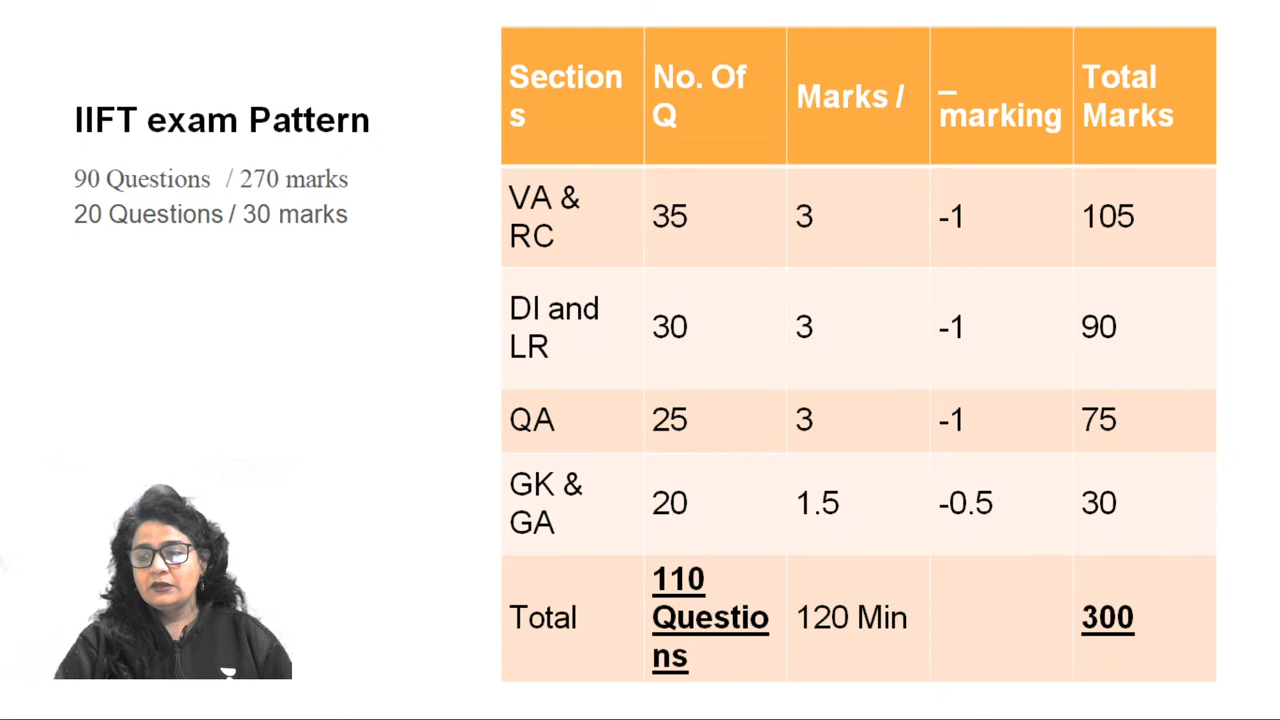 IIFT exam Pattern
90 Questions / 270 marks
20 Questions / 30 marks
Section
s
No. Of
Q
Marks /
_
marking
Total
Marks
VA &
RC
35
3
-1
105
DI and
LR
30
3
-1
90
QA
25
3
-1
75
GK &
GA
20
1.5
-0.5
30
Total
110
Questio
ns
120 Min
300